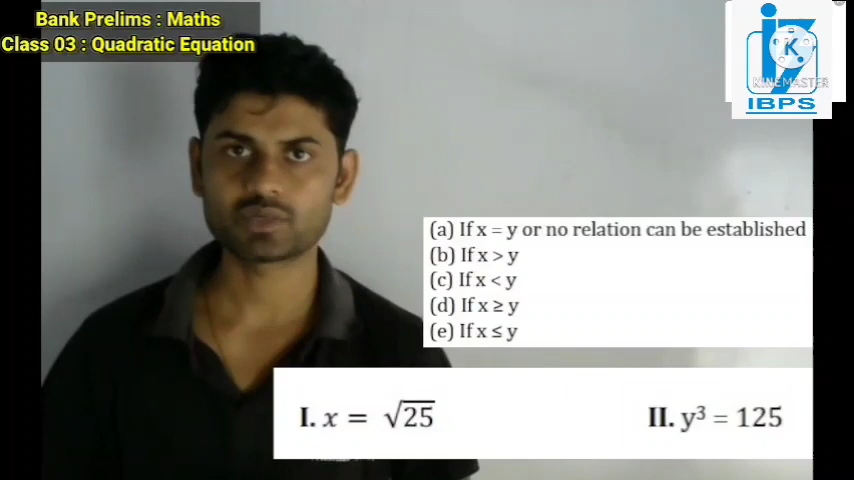 Bank Prelims : Maths
Class 03 : Quadratic Equation
K
KINEMASTER
IBPS
(a) If x = y or no relation can be established
(b) If x > y
(c) If x < y
(d) If x ≥ y
(e) If x ≤ y
I. x = √25
II. y³ = 125